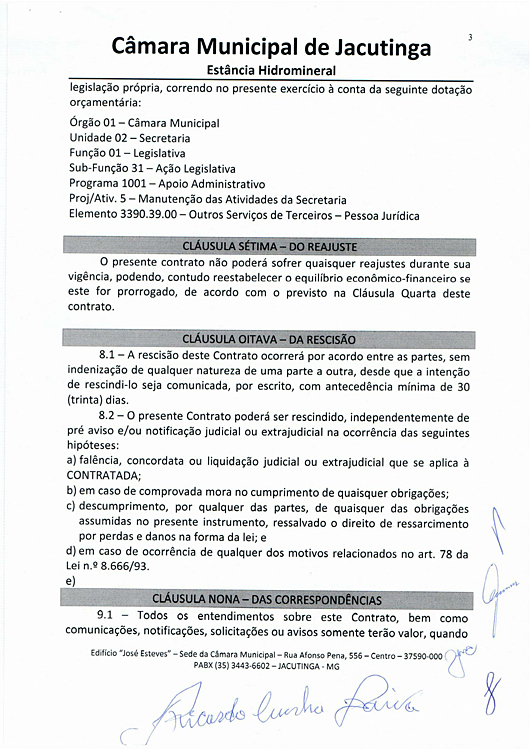 3
Câmara Municipal de Jacutinga
Estância Hidromineral
legislação própria, correndo no presente exercício à conta da seguinte dotação
orçamentária:
Órgão 01 – Câmara Municipal
Unidade 02 – Secretaria
Função 01 – Legislativa
Sub-Função 31 – Ação Legislativa
Programa 1001 – Apoio Administrativo
Proj/Ativ. 5 – Manutenção das Atividades da Secretaria
Elemento 3390.39.00 – Outros Serviços de Terceiros – Pessoa Jurídica
CLÁUSULA SÉTIMA – DO REAJUSTE
O presente contrato não poderá sofrer quaisquer reajustes durante sua
vigência, podendo, contudo reestabelecer o equilíbrio econômico-financeiro se
este for prorrogado, de acordo com o previsto na Cláusula Quarta deste
contrato.
CLÁUSULA OITAVA – DA RESCISÃO
8.1 – A rescisão deste Contrato ocorrerá por acordo entre as partes, sem
indenização de qualquer natureza de uma parte a outra, desde que a intenção
de rescindi-lo seja comunicada, por escrito, com antecedência mínima de 30
(trinta) dias.
8.2 – O presente Contrato poderá ser rescindido, independentemente de
pré aviso e/ou notificação judicial ou extrajudicial na ocorrência das seguintes
hipóteses:
a) falência, concordata ou liquidação judicial ou extrajudicial que se aplica à
CONTRATADA;
b) em caso de comprovada mora no cumprimento de quaisquer obrigações;
c) descumprimento, por qualquer das partes, de quaisquer das obrigações
assumidas no presente instrumento, ressalvado o direito de ressarcimento
por perdas e danos na forma da lei; e
d) em caso de ocorrência de qualquer dos motivos relacionados no art. 78 da
Lei n.º 8.666/93.
e)
CLÁUSULA NONA – DAS CORRESPONDÊNCIAS
9.1 – Todos os entendimentos sobre este Contrato, bem como
comunicações, notificações, solicitações ou avisos somente terão valor, quando
Edifício "José Esteves" – Sede da Câmara Municipal – Rua Afonso Pena, 556 – Centro – 37590-000
PABX (35) 3443-6602 – JACUTINGA - MG
Ricardo Cunha Paiva